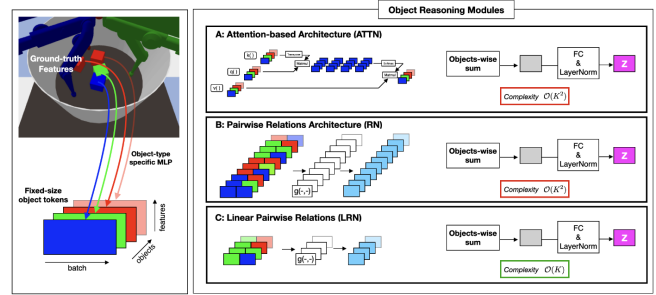 Object Reasoning Modules
Ground-truth
Features
Object-type
specific MLP
Fixed-size
object tokens
features
objects
batch
A: Attention-based Architecture (ATTN)
k( )
q( )
v( )
Matmul
Matmul
Objects-wise
sum
FC
&
LayerNorm
Z
Complexity O(K²)
B: Pairwise Relations Architecture (RN)
g(-,-)
Objects-wise
sum
FC
&
LayerNorm
Z
Complexity O(K²)
C: Linear Pairwise Relations (LRN)
g(-,-)
Objects-wise
sum
FC
&
LayerNorm
Z
Complexity O(K)